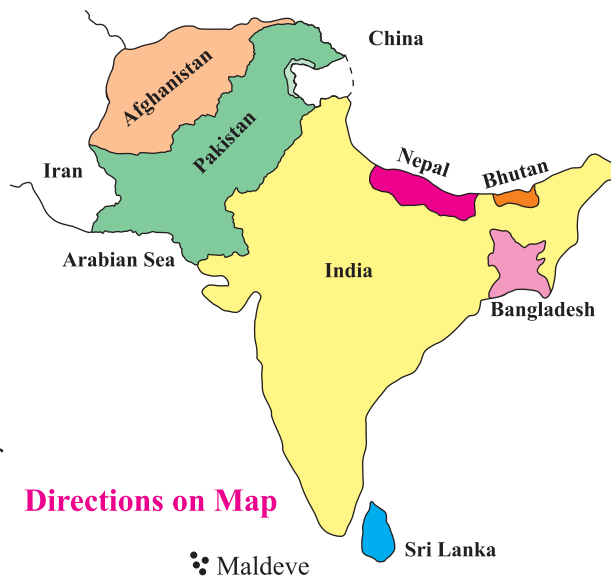 China
Afghanistan
Pakistan
Iran
Nepal
Bhutan
Arabian Sea
India
Bangladesh
Directions on Map
Sri Lanka
Maldeve